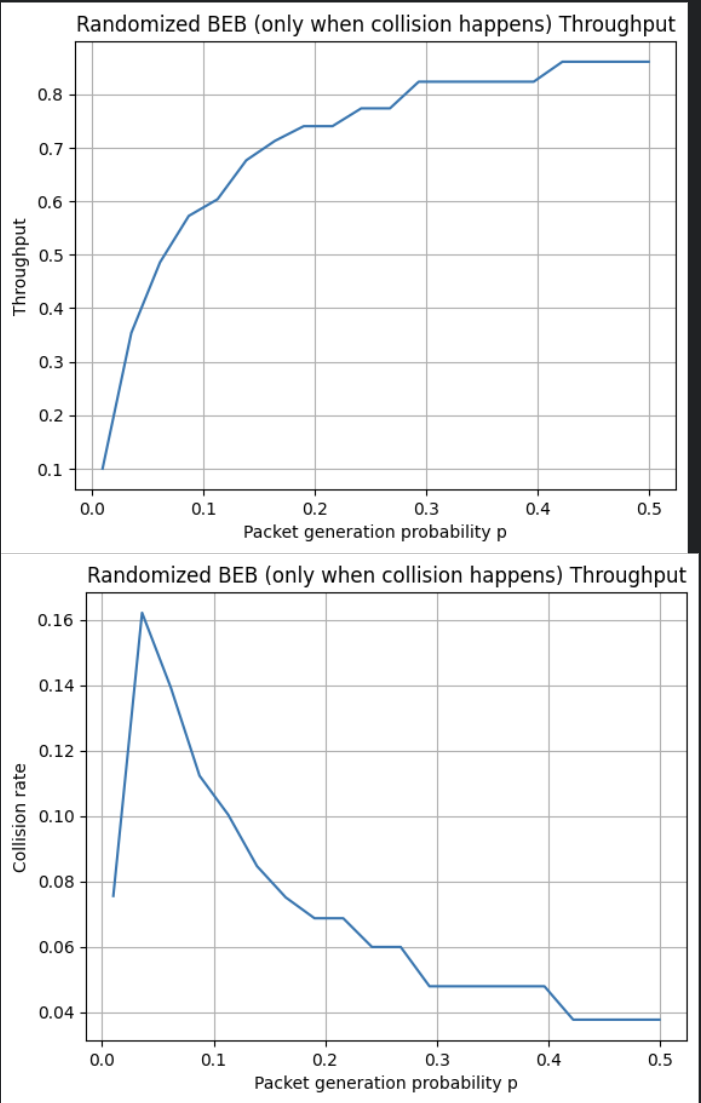 Randomized BEB (only when collision happens) Throughput
0.8
0.7
0.6
0.5
0.4
0.3
0.2
0.1
Throughput
0.0 0.1 0.2 0.3 0.4 0.5
Packet generation probability p
Randomized BEB (only when collision happens) Throughput
0.16
0.14
0.12
0.10
0.08
0.06
0.04
Collision rate
0.0 0.1 0.2 0.3 0.4 0.5
Packet generation probability p